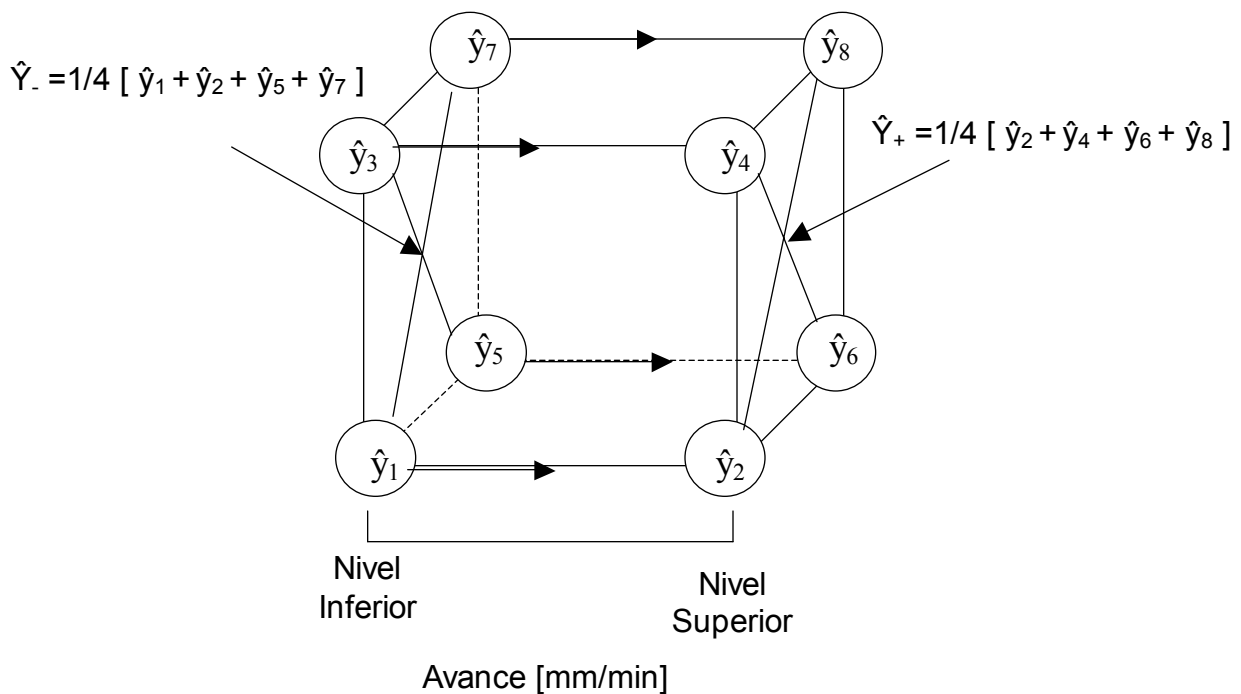 ŷ₇
ŷ₈
Ŷ₋ =1/4 [ ŷ₁ + ŷ₂ + ŷ₅ + ŷ₇ ]
Ŷ₊ =1/4 [ ŷ₂ + ŷ₄ + ŷ₆ + ŷ₈ ]
ŷ₃
ŷ₄
ŷ₅
ŷ₆
ŷ₁
ŷ₂
Nivel
Inferior
Nivel
Superior
Avance [mm/min]